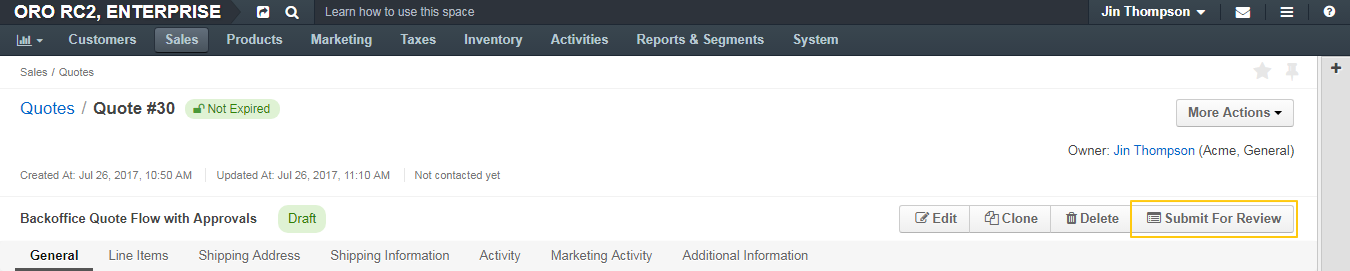 ORO RC2, ENTERPRISE Learn how to use this space Jin Thompson
Customers Sales Products Marketing Taxes Inventory Activities Reports & Segments System
Sales / Quotes
Quotes / Quote #30 Not Expired
More Actions
Owner: Jin Thompson (Acme, General)
Created At: Jul 26, 2017, 10:50 AM Updated At: Jul 26, 2017, 11:10 AM Not contacted yet
Backoffice Quote Flow with Approvals Draft Edit Clone Delete Submit For Review
General Line Items Shipping Address Shipping Information Activity Marketing Activity Additional Information